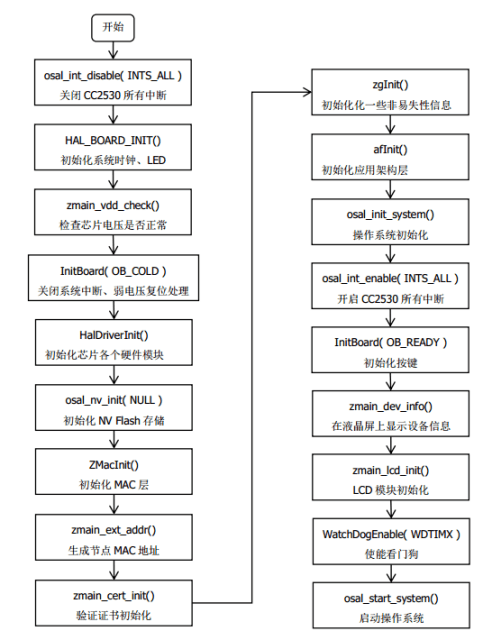 开始
osal_int_disable( INTS_ALL )
关闭 CC2530 所有中断
HAL_BOARD_INIT()
初始化系统时钟、LED
zmain_vdd_check()
检查芯片电压是否正常
InitBoard( OB_COLD )
关闭系统中断、弱电压复位处理
HalDriverInit()
初始化芯片各个硬件模块
osal_nv_init( NULL )
初始化 NV Flash 存储
ZMacInit()
初始化 MAC 层
zmain_ext_addr()
生成节点 MAC 地址
zmain_cert_init()
验证证书初始化
zgInit()
初始化化一些非易失性信息
afInit()
初始化应用架构层
osal_init_system()
操作系统初始化
osal_int_enable( INTS_ALL )
开启 CC2530 所有中断
InitBoard( OB_READY )
初始化按键
zmain_dev_info()
在液晶屏上显示设备信息
zmain_lcd_init()
LCD 模块初始化
WatchDogEnable( WDTIMX )
使能看门狗
osal_start_system()
启动操作系统